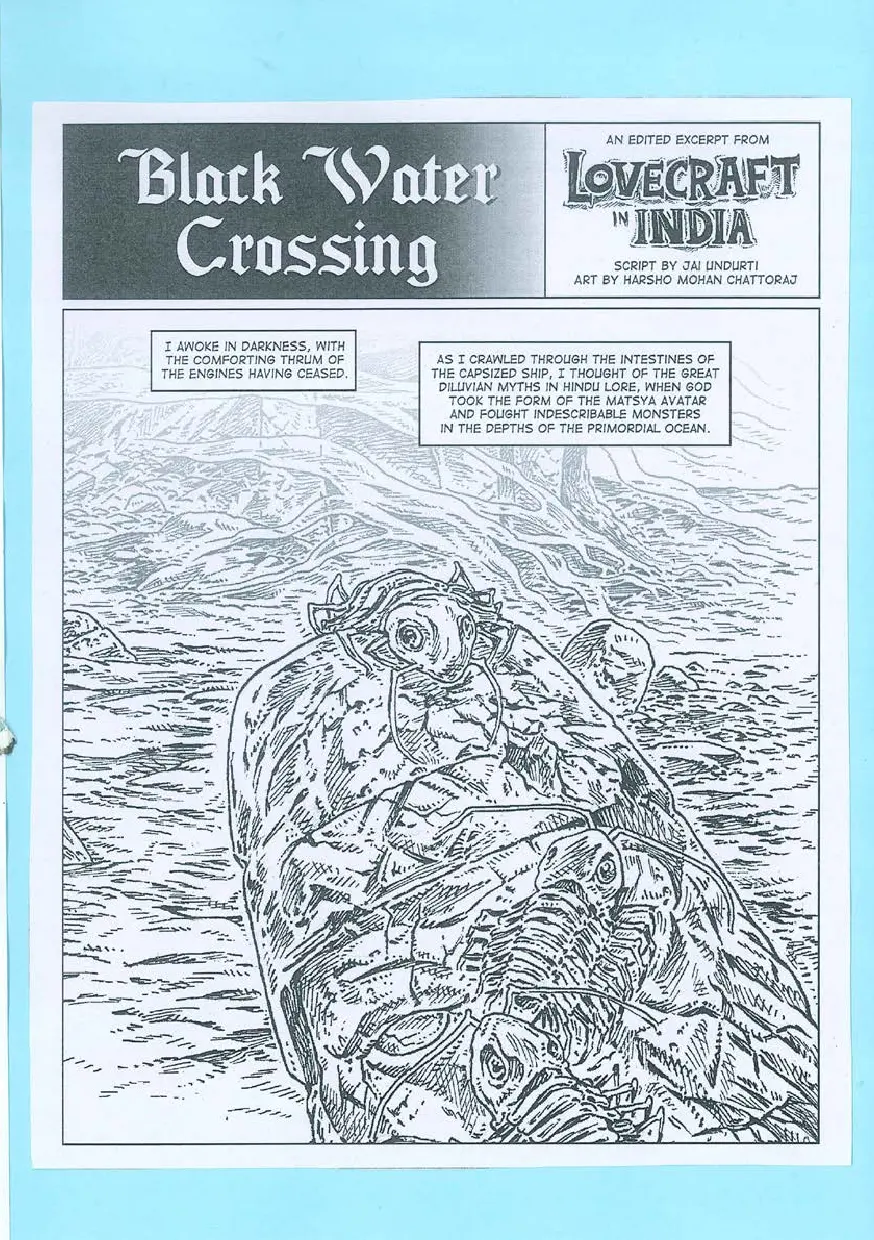 Black Water
Crossing
AN EDITED EXCERPT FROM
LOVECRAFT
IN INDIA
SCRIPT BY JAI UNDURTI
ART BY HARSHO MOHAN CHATTORAJ
I AWOKE IN DARKNESS, WITH
THE COMFORTING THRUM OF
THE ENGINES HAVING CEASED.
AS I CRAWLED THROUGH THE INTESTINES OF
THE CAPSIZED SHIP, I THOUGHT OF THE GREAT
DILUVIAN MYTHS IN HINDU LORE, WHEN GOD
TOOK THE FORM OF THE MATSYA AVATAR
AND FOUGHT INDESCRIBABLE MONSTERS
IN THE DEPTHS OF THE PRIMORDIAL OCEAN.